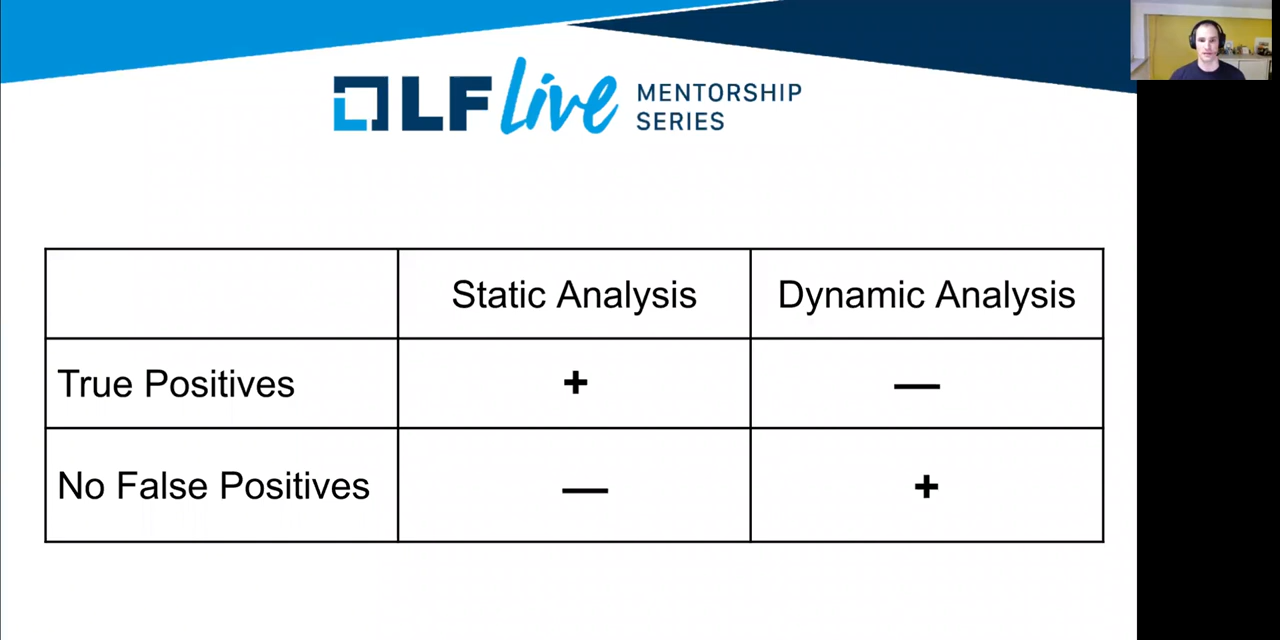 LF Live MENTORSHIP
SERIES
Static Analysis Dynamic Analysis
True Positives + —
No False Positives — +